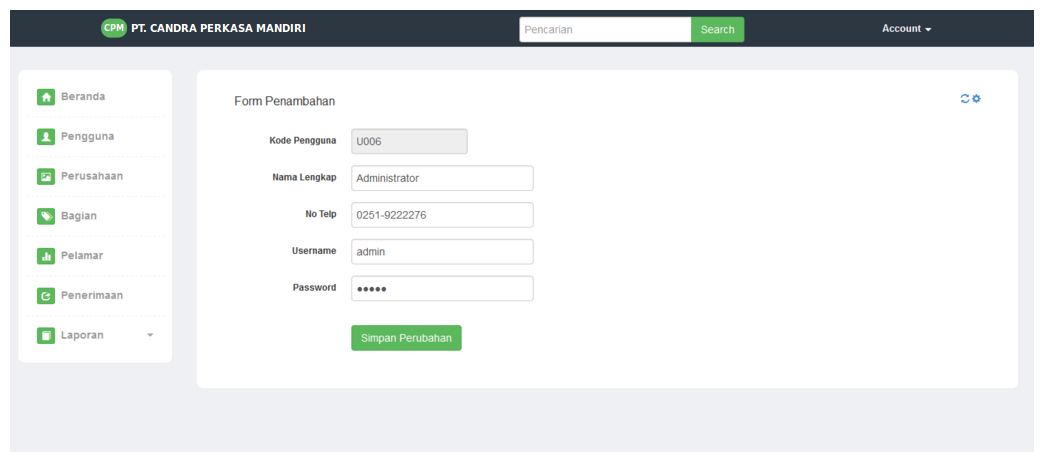 CPM PT. CANDRA PERKASA MANDIRI
Pencarian
Search
Account
Beranda
Pengguna
Perusahaan
Bagian
Pelamar
Penerimaan
Laporan
Form Penambahan
Kode Pengguna U006
Nama Lengkap Administrator
No Telp 0251-9222276
Username admin
Password •••••
Simpan Perubahan